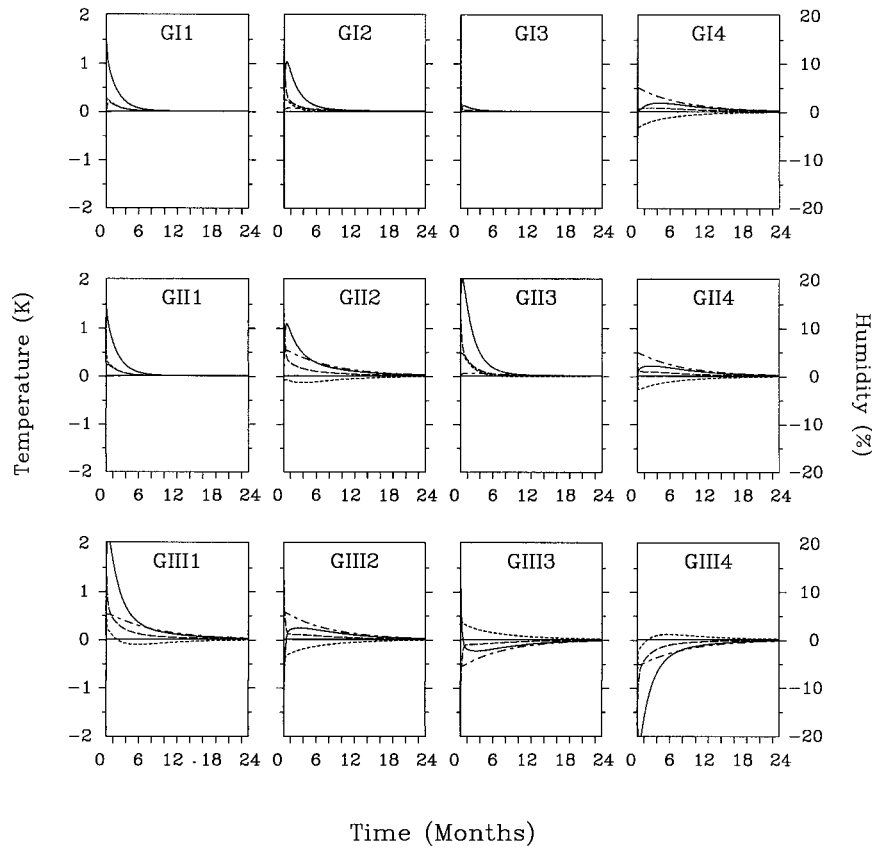 GI1 GI2 GI3 GI4
2 1 0 −1 −2
20 10 0 −10 −20
0 6 12 18 24 0 6 12 18 24 0 6 12 18 24 0 6 12 18 24
GII1 GII2 GII3 GII4
2 1 0 −1 −2
20 10 0 −10 −20
0 6 12 18 24 0 6 12 18 24 0 6 12 18 24 0 6 12 18 24
GIII1 GIII2 GIII3 GIII4
2 1 0 −1 −2
20 10 0 −10 −20
0 6 12 18 24 0 6 12 18 24 0 6 12 18 24 0 6 12 18 24
Temperature (K)
Humidity (%)
Time (Months)